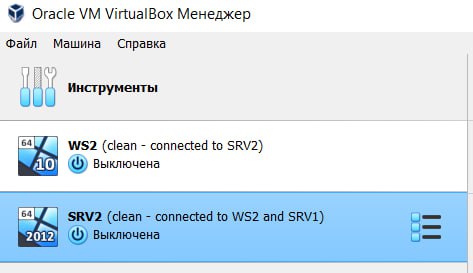 Oracle VM VirtualBox Менеджер
Файл Машина Справка
Инструменты
64
10
WS2 (clean - connected to SRV2)
Выключена
64
2012
SRV2 (clean - connected to WS2 and SRV1)
Выключена